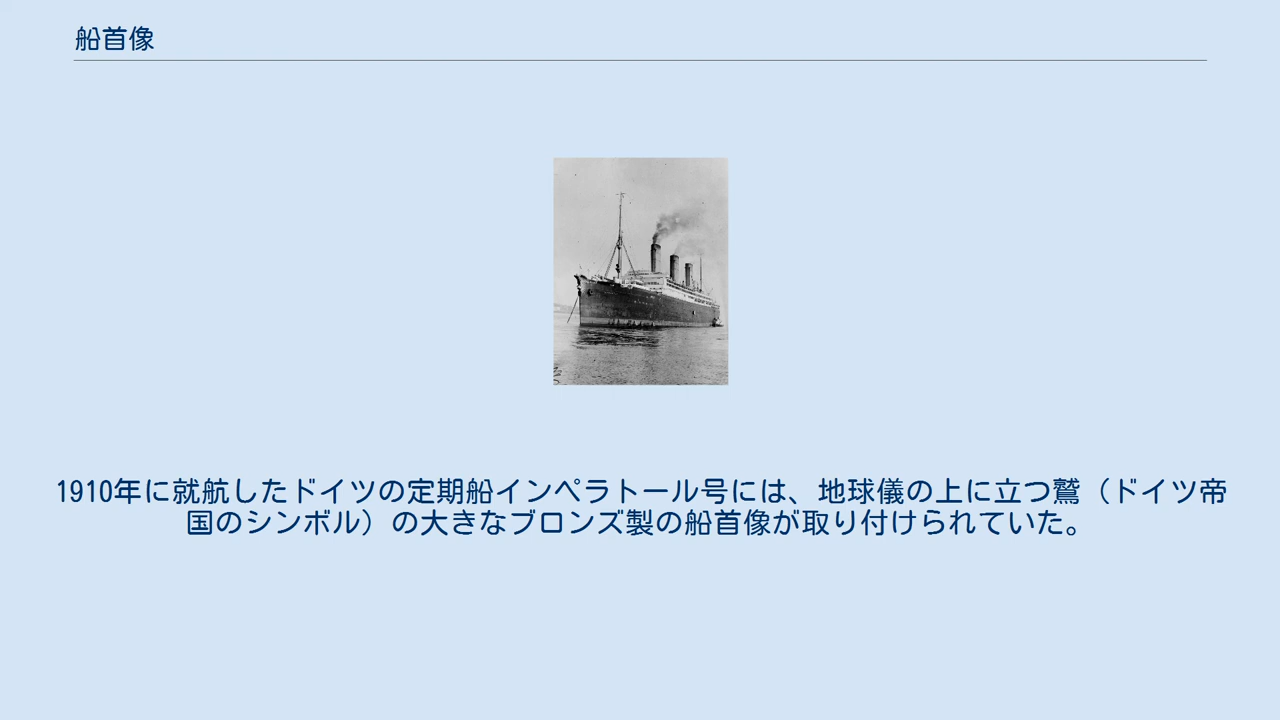 船首像
1910年に就航したドイツの定期船インペラトール号には、地球儀の上に立つ鷲（ドイツ帝
国のシンボル）の大きなブロンズ製の船首像が取り付けられていた。